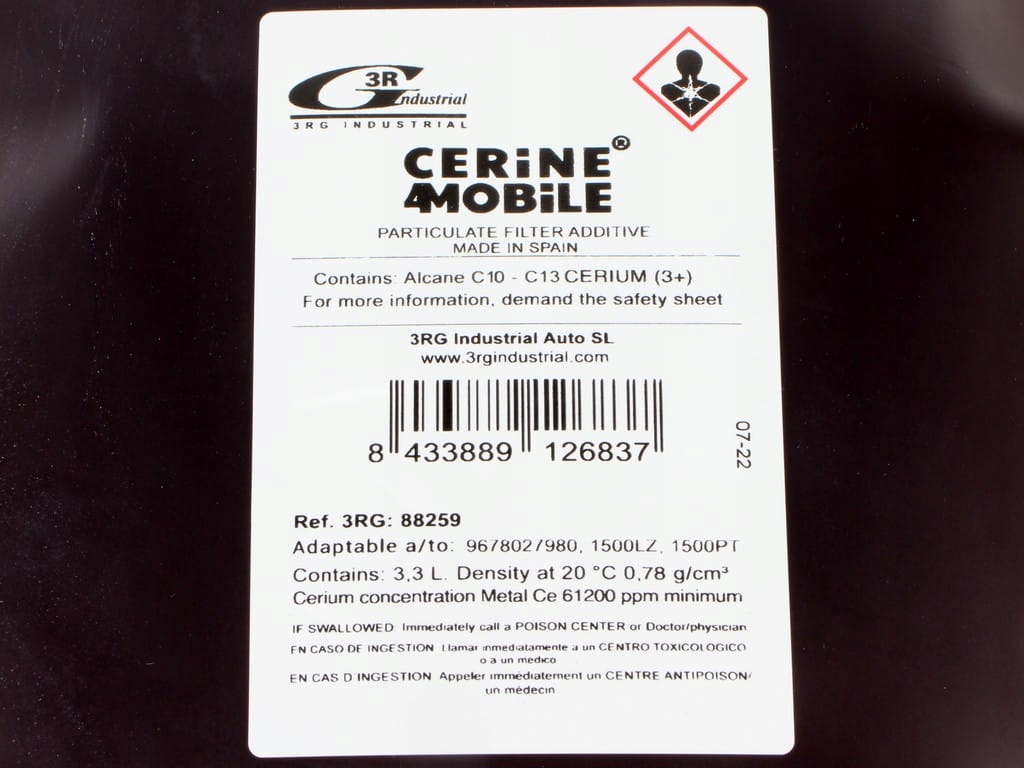 3R
Gndustrial
3RG INDUSTRIAL
CERiNE®
4MOBiLE
PARTICULATE FILTER ADDITIVE
MADE IN SPAIN
Contains: Alcane C10 - C13 CERIUM (3+)
For more information, demand the safety sheet
3RG Industrial Auto SL
www.3rgindustrial.com
8 433889 126837
07-22
Ref. 3RG: 88259
Adaptable a/to: 9678027980, 1500LZ, 1500PT
Contains: 3,3 L. Density at 20 °C 0,78 g/cm³
Cerium concentration Metal Ce 61200 ppm minimum
IF SWALLOWED: Immediately call a POISON CENTER or Doctor/physician
EN CASO DE INGESTION Llamar inmediatamente a un CENTRO TOXICOLOGICO
o a un medico
EN CAS D INGESTION Appeler immédiatement un CENTRE ANTIPOISON/
un médecin